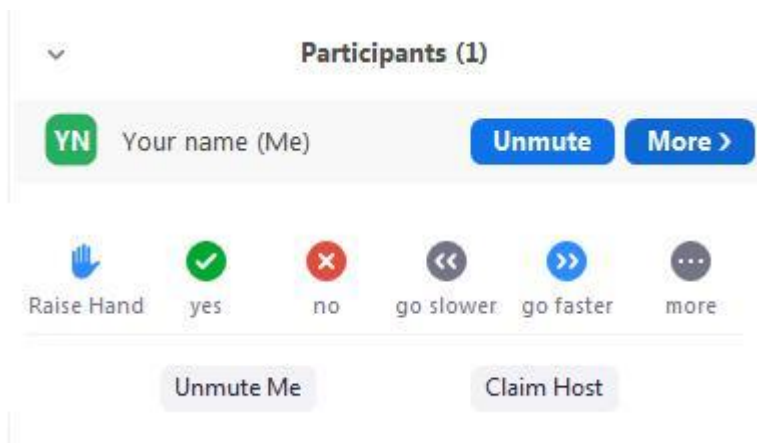 Participants (1)
YN Your name (Me) Unmute More
Raise Hand yes no go slower go faster more
Unmute Me Claim Host